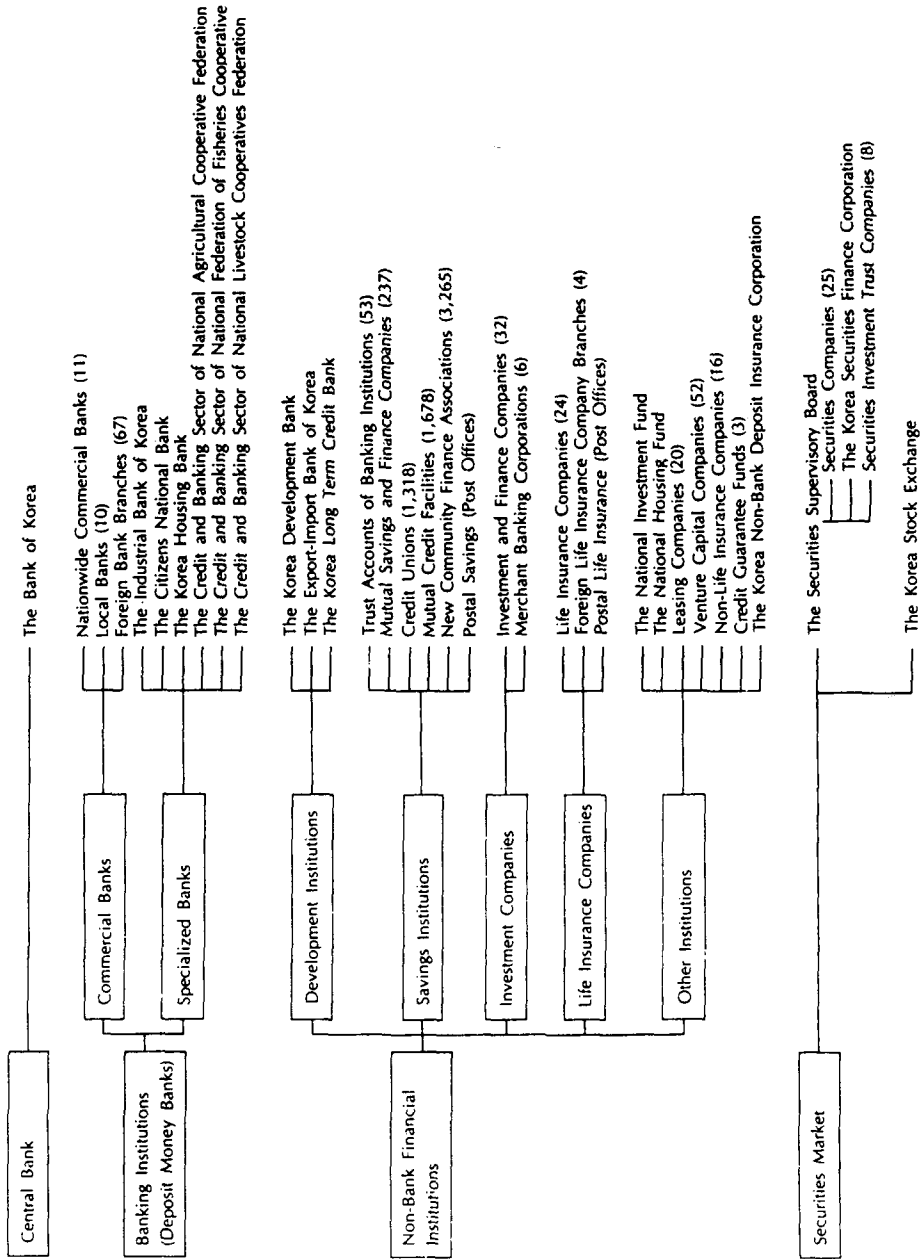 Central Bank
The Bank of Korea
Banking Institutions
(Deposit Money Banks)
Commercial Banks
Nationwide Commercial Banks (11)
Local Banks (10)
Foreign Bank Branches (67)
Specialized Banks
The Industrial Bank of Korea
The Citizens National Bank
The Korea Housing Bank
The Credit and Banking Sector of National Agricultural Cooperative Federation
The Credit and Banking Sector of National Federation of Fisheries Cooperative
The Credit and Banking Sector of National Livestock Cooperatives Federation
Non-Bank Financial
Institutions
Development Institutions
The Korea Development Bank
The Export-Import Bank of Korea
The Korea Long Term Credit Bank
Savings Institutions
Trust Accounts of Banking Institutions (53)
Mutual Savings and Finance Companies (237)
Credit Unions (1,318)
Mutual Credit Facilities (1,678)
New Community Finance Associations (3,265)
Postal Savings (Post Offices)
Investment Companies
Investment and Finance Companies (32)
Merchant Banking Corporations (6)
Life Insurance Companies
Life Insurance Companies (24)
Foreign Life Insurance Company Branches (4)
Postal Life Insurance (Post Offices)
Other Institutions
The National Investment Fund
The National Housing Fund
Leasing Companies (20)
Venture Capital Companies (52)
Non-Life Insurance Companies (16)
Credit Guarantee Funds (3)
The Korea Non-Bank Deposit Insurance Corporation
Securities Market
The Securities Supervisory Board
Securities Companies (25)
The Korea Securities Finance Corporation
Securities Investment Trust Companies (8)
The Korea Stock Exchange